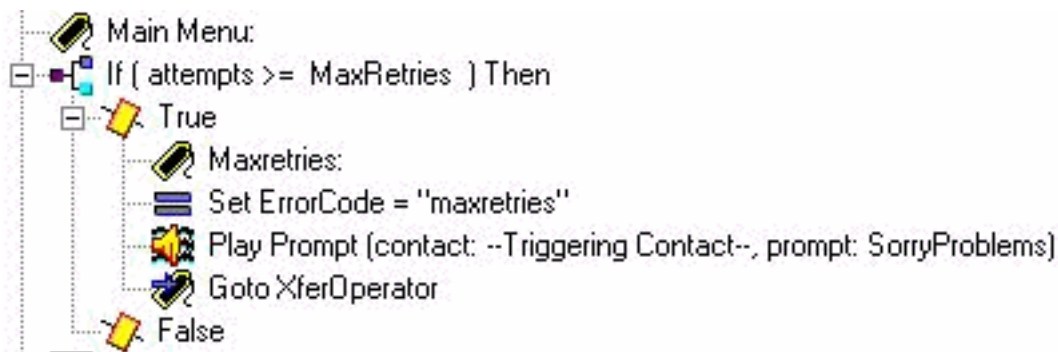 Main Menu:
If ( attempts >= MaxRetries ) Then
True
Maxretries:
Set ErrorCode = "maxretries"
Play Prompt (contact: --Triggering Contact--, prompt: SorryProblems)
Goto XferOperator
False